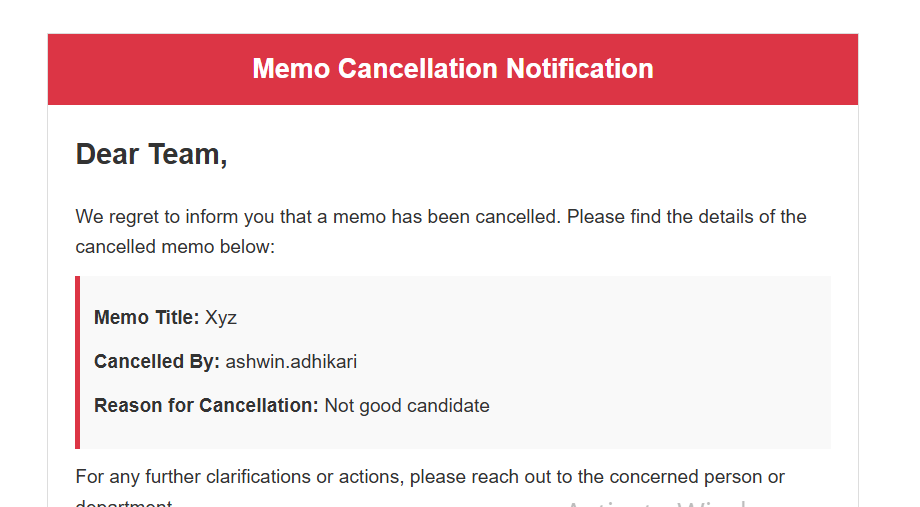 Memo Cancellation Notification
Dear Team,
We regret to inform you that a memo has been cancelled. Please find the details of the
cancelled memo below:
Memo Title: Xyz
Cancelled By: ashwin.adhikari
Reason for Cancellation: Not good candidate
For any further clarifications or actions, please reach out to the concerned person or
department